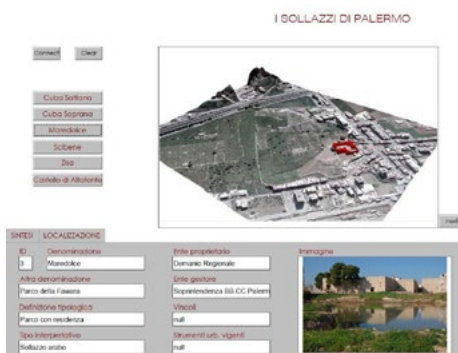 I SOLLAZZI DI PALERMO
Connect
Clear
Cuba Sottana
Cuba Soprana
Maredolce
Scibene
Zisa
Castello di Altofonte
SINTESI
LOCALIZZAZIONE
ID
Denominazione
Ente proprietario
Immagine
3
Maredolce
Demanio Regionale
Altra denominazione
Ente gestore
Parco della Favara
Soprintendenza BB.CC Palerm
Definizione tipologica
Vincoli
Parco con residenza
null
Tipo interpretativo
Strumenti urb. vigenti
Sollazzo arabo
null